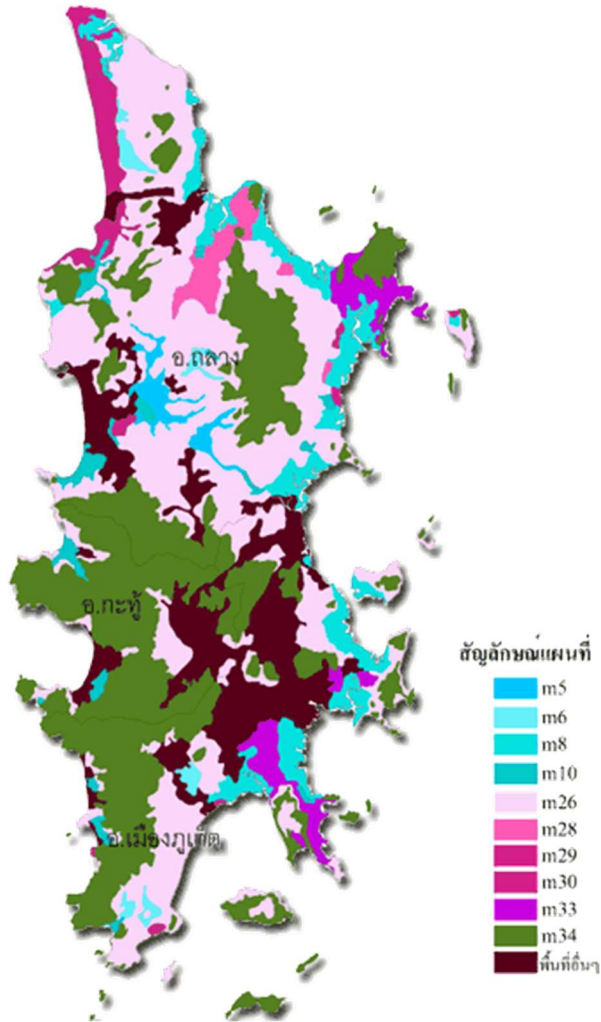 อ.ถลาง
อ.กะทู้
อ.เมืองภูเก็ต
สัญลักษณ์แผนที่
m5
m6
m8
m10
m26
m28
m29
m30
m33
m34
พื้นที่อื่นๆ